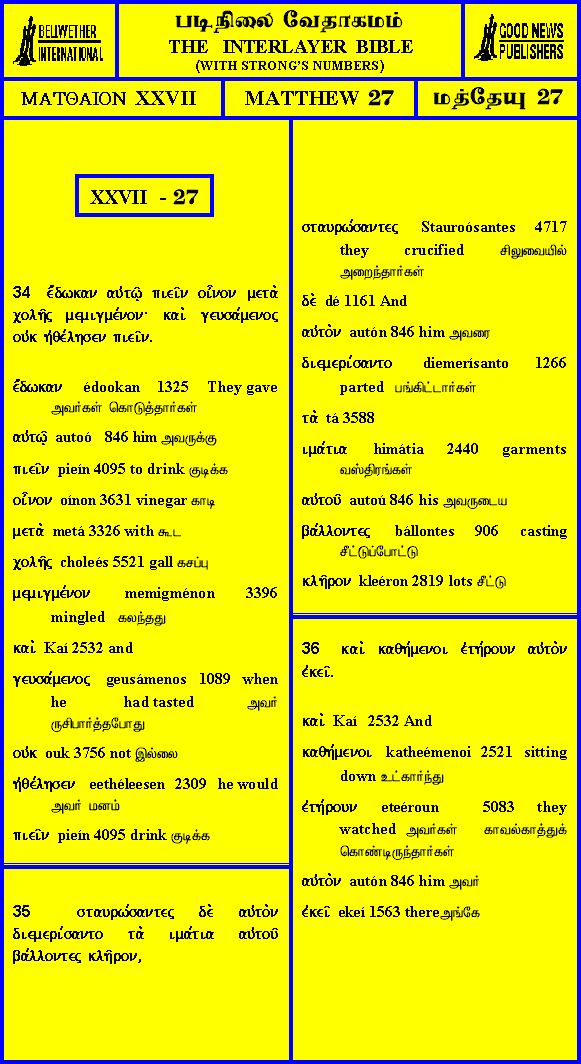 BELLWETHER
INTERNATIONAL
படிநிலை வேதாகமம்
THE INTERLAYER BIBLE
(WITH STRONG'S NUMBERS)
GOOD NEWS
PUBLISHERS
ΜΑΤΘΑΙΟΝ XXVII
MATTHEW 27
மத்தேயு 27
XXVII - 27
34 ἔδωκαν αὐτῷ πιεῖν οἶνον μετὰ
χολῆς μεμιγμένον· καὶ γευσάμενος
οὐκ ἠθέλησεν πιεῖν.
ἔδωκαν édookan 1325 They gave
அவர்கள் கொடுத்தார்கள்
αὐτῷ autoó 846 him அவருக்கு
πιεῖν pieín 4095 to drink குடிக்க
οἶνον oínon 3631 vinegar காடி
μετὰ metá 3326 with கூட
χολῆς choleés 5521 gall கசப்பு
μεμιγμένον memigménon 3396
mingled கலந்தது
καὶ Kaí 2532 and
γευσάμενος geusámenos 1089 when
he had tasted அவர்
ருசிபார்த்தபோது
οὐκ ouk 3756 not இல்லை
ἠθέλησεν eethéleesen 2309 he would
அவர் மனம்
πιεῖν pieín 4095 drink குடிக்க
35 σταυρώσαντες δὲ αὐτὸν
διεμερίσαντο τὰ ιμάτια αὐτοῦ
βάλλοντες κλῆρον,
σταυρώσαντες Stauroósantes 4717
they crucified சிலுவையில்
அறைந்தார்கள்
δὲ dé 1161 And
αὐτὸν autón 846 him அவரை
διεμερίσαντο diemerísanto 1266
parted பங்கிட்டார்கள்
τὰ tá 3588
ιμάτια himátia 2440 garments
வஸ்திரங்கள்
αὐτοῦ autoú 846 his அவருடைய
βάλλοντες bállontes 906 casting
சீட்டுப்போட்டு
κλῆρον kleéron 2819 lots சீட்டு
36 καὶ καθήμενοι ἐτήρουν αὐτὸν
ἐκεῖ.
καὶ Kaí 2532 And
καθήμενοι katheémenoi 2521 sitting
down உட்கார்ந்து
ἐτήρουν eteéroun 5083 they
watched அவர்கள் காவல்காத்துக்
கொண்டிருந்தார்கள்
αὐτὸν autón 846 him அவர்
ἐκεῖ ekeí 1563 thereஅங்கே